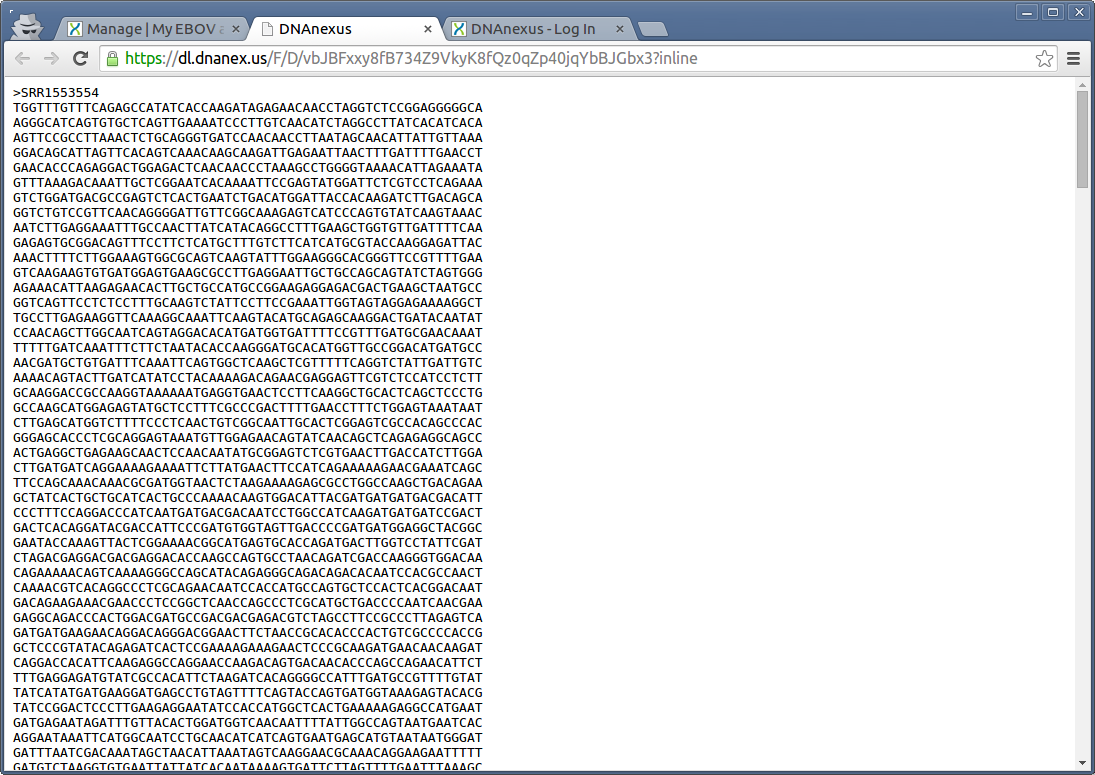 Manage | My EBOV a
DNAnexus
DNAnexus - Log In
https://dl.dnanex.us/F/D/vbJBFxxy8fB734Z9VkyK8fQz0qZp40jqYbBJGbx3?inline
>SRR1553554
TGGTTTGTTTCAGAGCCATATCACCAAGATAGAGAACAACCTAGGTCTCCGGAGGGGGCA
AGGGCATCAGTGTGCTCAGTTGAAAATCCCTTGTCAACATCTAGGCCTTATCACATCACA
AGTTCCGCCTTAAACTCTGCAGGGTGATCCAACAACCTTAATAGCAACATTATTGTTAAA
GGACAGCATTAGTTCACAGTCAAACAAGCAAGATTGAGAATTAACTTTGATTTTGAACCT
GAACACCCAGAGGACTGGAGACTCAACAACCCTAAAGCCTGGGGTAAAACATTAGAAATA
GTTTAAAGACAAATTGCTCGGAATCACAAAATTCCGAGTATGGATTCTCGTCCTCAGAAA
GTCTGGATGACGCCGAGTCTCACTGAATCTGACATGGATTACCACAAGATCTTGACAGCA
GGTCTGTCCGTTCAACAGGGGATTGTTCGGCAAAGAGTCATCCCAGTGTATCAAGTAAAC
AATCTTGAGGAAATTTGCCAACTTATCATACAGGCCTTTGAAGCTGGTGTTGATTTTCAA
GAGAGTGCGGACAGTTTCCTTCTCATGCTTTGTCTTCATCATGCGTACCAAGGAGATTAC
AAACTTTTCTTGGAAAGTGGCGCAGTCAAGTATTTGGAAGGGCACGGGTTCCGTTTTGAA
GTCAAGAAGTGTGATGGAGTGAAGCGCCTTGAGGAATTGCTGCCAGCAGTATCTAGTGGG
AGAAACATTAAGAGAACACTTGCTGCCATGCCGGAAGAGGAGACGACTGAAGCTAATGCC
GGTCAGTTCCTCTCCTTTGCAAGTCTATTCCTTCCGAAATTGGTAGTAGGAGAAAAGGCT
TGCCTTGAGAAGGTTCAAAGGCAAATTCAAGTACATGCAGAGCAAGGACTGATACAATAT
CCAACAGCTTGGCAATCAGTAGGACACATGATGGTGATTTTCCGTTTGATGCGAACAAAT
TTTTTGATCAAATTTCTTCTAATACACCAAGGGATGCACATGGTTGCCGGACATGATGCC
AACGATGCTGTGATTTCAAATTCAGTGGCTCAAGCTCGTTTTTCAGGTCTATTGATTGTC
AAAACAGTACTTGATCATATCCTACAAAAGACAGAACGAGGAGTTCGTCTCCATCCTCTT
GCAAGGACCGCCAAGGTAAAAAATGAGGTGAACTCCTTCAAGGCTGCACTCAGCTCCCTG
GCCAAGCATGGAGAGTATGCTCCTTTCGCCCGACTTTTGAACCTTTCTGGAGTAAATAAT
CTTGAGCATGGTCTTTTCCCTCAACTGTCGGCAATTGCACTCGGAGTCGCCACAGCCCAC
GGGAGCACCCTCGCAGGAGTAAATGTTGGAGAACAGTATCAACAGCTCAGAGAGGCAGCC
ACTGAGGCTGAGAAGCAACTCCAACAATATGCGGAGTCTCGTGAACTTGACCATCTTGGA
CTTGATGATCAGGAAAAGAAAATTCTTATGAACTTCCATCAGAAAAAGAACGAAATCAGC
TTCCAGCAAACAAACGCGATGGTAACTCTAAGAAAAGAGCGCCTGGCCAAGCTGACAGAA
GCTATCACTGCTGCATCACTGCCCAAAACAAGTGGACATTACGATGATGATGACGACATT
CCCTTTCCAGGACCCATCAATGATGACGACAATCCTGGCCATCAAGATGATGATCCGACT
GACTCACAGGATACGACCATTCCCGATGTGGTAGTTGACCCCGATGATGGAGGCTACGGC
GAATACCAAAGTTACTCGGAAAACGGCATGAGTGCACCAGATGACTTGGTCCTATTCGAT
CTAGACGAGGACGACGAGGACACCAAGCCAGTGCCTAACAGATCGACCAAGGGTGGACAA
CAGAAAAACAGTCAAAAGGGCCAGCATACAGAGGGCAGACAGACACAATCCACGCCAACT
CAAAACGTCACAGGCCCTCGCAGAACAATCCACCATGCCAGTGCTCCACTCACGGACAAT
GACAGAAGAAACGAACCCTCCGGCTCAACCAGCCCTCGCATGCTGACCCCAATCAACGAA
GAGGCAGACCCACTGGACGATGCCGACGACGAGACGTCTAGCCTTCCGCCCTTAGAGTCA
GATGATGAAGAACAGGACAGGGACGGAACTTCTAACCGCACACCCACTGTCGCCCCACCG
GCTCCCGTATACAGAGATCACTCCGAAAAGAAAGAACTCCCGCAAGATGAACAACAAGAT
CAGGACCACATTCAAGAGGCCAGGAACCAAGACAGTGACAACACCCAGCCAGAACATTCT
TTTGAGGAGATGTATCGCCACATTCTAAGATCACAGGGGCCATTTGATGCCGTTTTGTAT
TATCATATGATGAAGGATGAGCCTGTAGTTTTCAGTACCAGTGATGGTAAAGAGTACACG
TATCCGGACTCCCTTGAAGAGGAATATCCACCATGGCTCACTGAAAAAGAGGCCATGAAT
GATGAGAATAGATTTGTTACACTGGATGGTCAACAATTTTATTGGCCAGTAATGAATCAC
AGGAATAAATTCATGGCAATCCTGCAACATCATCAGTGAATGAGCATGTAATAATGGGAT
GATTTAATCGACAAATAGCTAACATTAAATAGTCAAGGAACGCAAACAGGAAGAATTTTT
GATGTCTAAGGTGTGAATTATTATCACAATAAAAGTGATTCTTAGTTTTGAATTTAAAGC